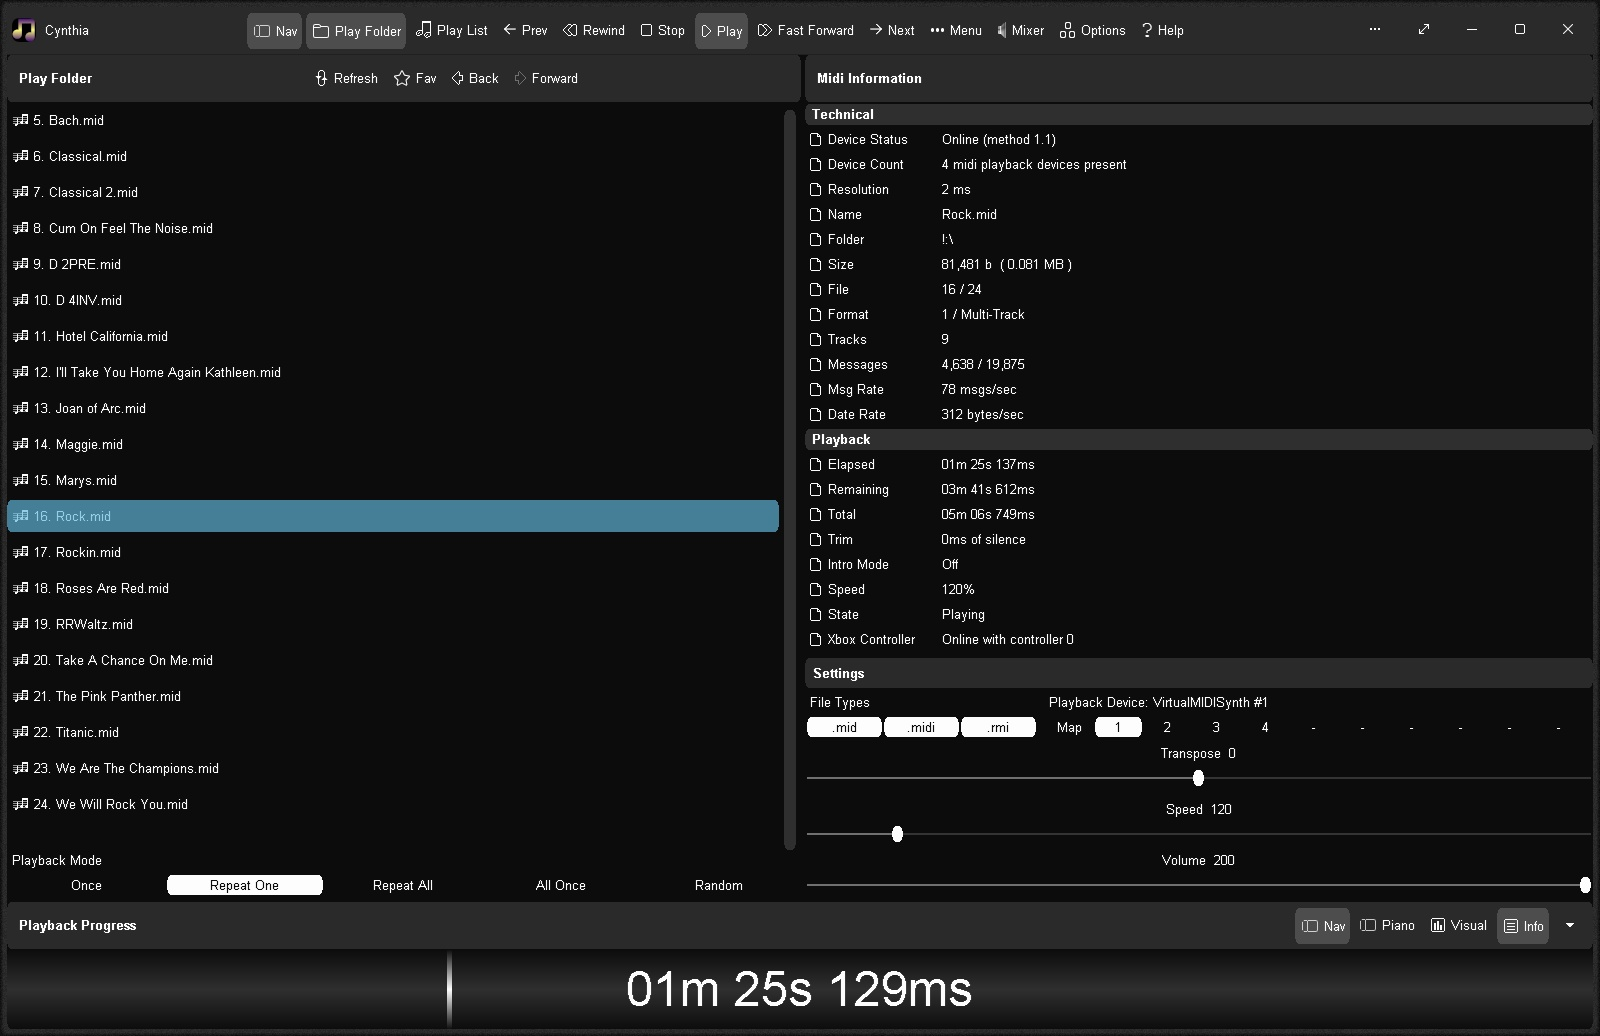 Cynthia
Nav Play Folder Play List Prev Rewind Stop Play Fast Forward Next Menu Mixer Options Help
Play Folder
Refresh Fav Back Forward
5. Bach.mid
6. Classical.mid
7. Classical 2.mid
8. Cum On Feel The Noise.mid
9. D 2PRE.mid
10. D 4INV.mid
11. Hotel California.mid
12. I'll Take You Home Again Kathleen.mid
13. Joan of Arc.mid
14. Maggie.mid
15. Marys.mid
16. Rock.mid
17. Rockin.mid
18. Roses Are Red.mid
19. RRWaltz.mid
20. Take A Chance On Me.mid
21. The Pink Panther.mid
22. Titanic.mid
23. We Are The Champions.mid
24. We Will Rock You.mid
Playback Mode
Once Repeat One Repeat All All Once Random
Midi Information
Technical
Device Status Online (method 1.1)
Device Count 4 midi playback devices present
Resolution 2 ms
Name Rock.mid
Folder !:\
Size 81,481 b ( 0.081 MB )
File 16 / 24
Format 1 / Multi-Track
Tracks 9
Messages 4,638 / 19,875
Msg Rate 78 msgs/sec
Date Rate 312 bytes/sec
Playback
Elapsed 01m 25s 137ms
Remaining 03m 41s 612ms
Total 05m 06s 749ms
Trim 0ms of silence
Intro Mode Off
Speed 120%
State Playing
Xbox Controller Online with controller 0
Settings
File Types
.mid .midi .rmi
Playback Device: VirtualMIDISynth #1
Map 1 2 3 4 - - - - - -
Transpose 0
Speed 120
Volume 200
Playback Progress
Nav Piano Visual Info
01m 25s 129ms